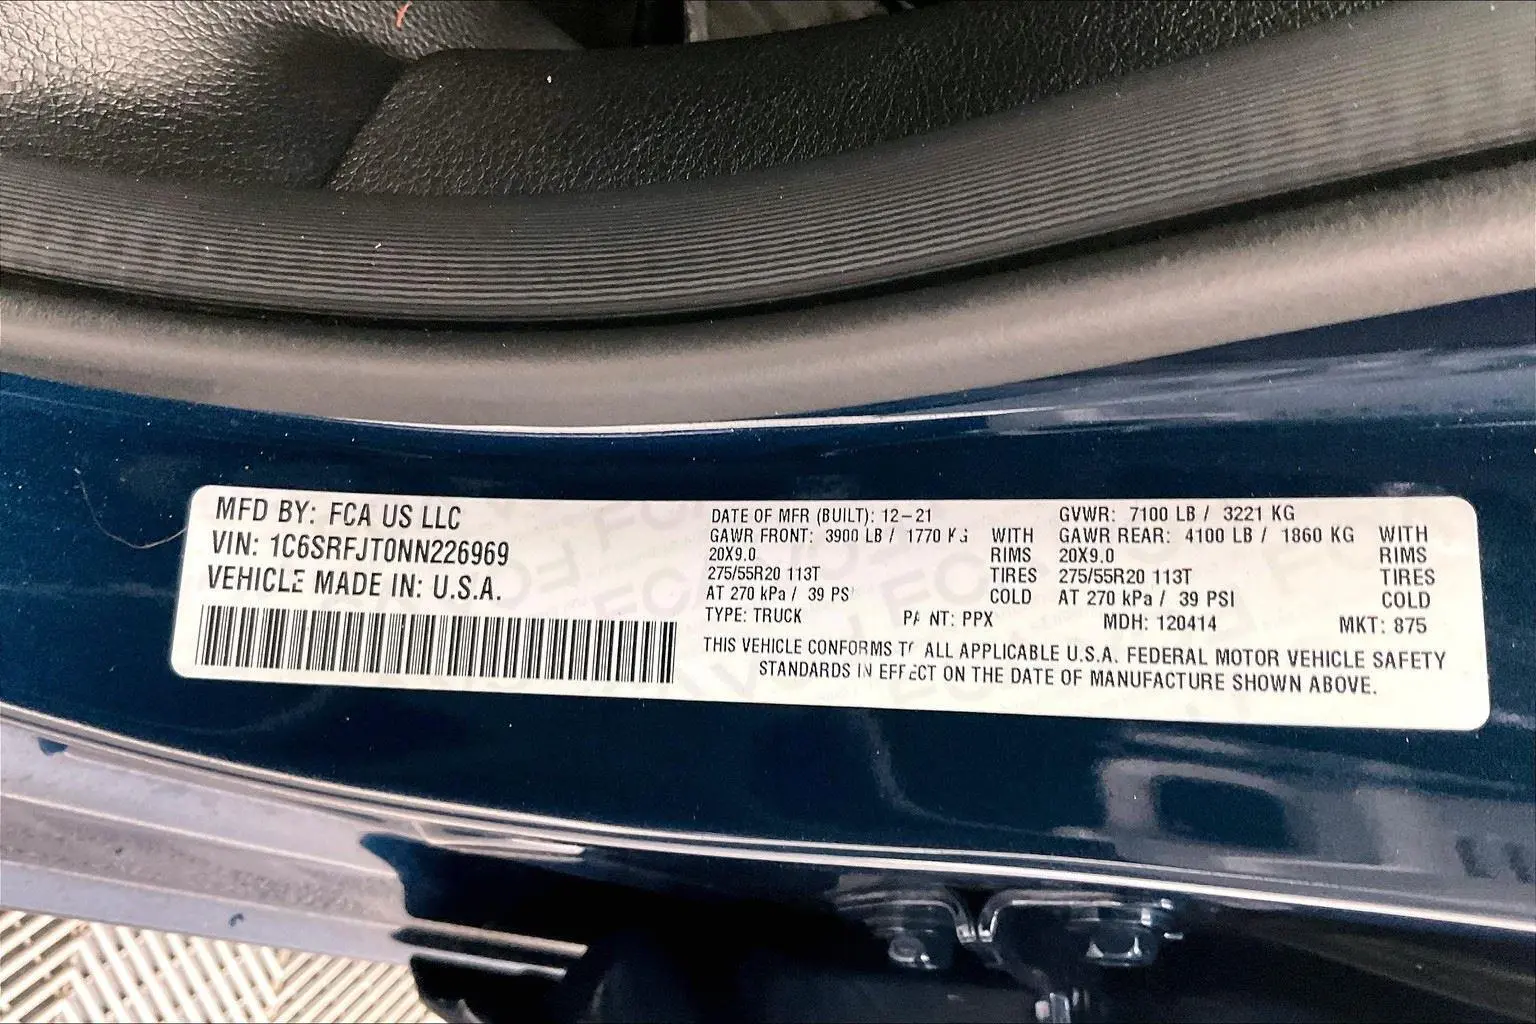 MFD BY: FCA US LLC
VIN: 1C6SRFJT0NN226969
VEHICLE MADE IN: U.S.A.
DATE OF MFR (BUILT): 12-21 GVWR: 7100 LB / 3221 KG
GAWR FRONT: 3900 LB / 1770 KG WITH GAWR REAR: 4100 LB / 1860 KG WITH
20X9.0 RIMS 20X9.0 RIMS
275/55R20 113T TIRES 275/55R20 113T TIRES
AT 270 kPa / 39 PSI COLD AT 270 kPa / 39 PSI COLD
TYPE: TRUCK PAINT: PPX MDH: 120414 MKT: 875
THIS VEHICLE CONFORMS TO ALL APPLICABLE U.S.A. FEDERAL MOTOR VEHICLE SAFETY
STANDARDS IN EFFECT ON THE DATE OF MANUFACTURE SHOWN ABOVE.